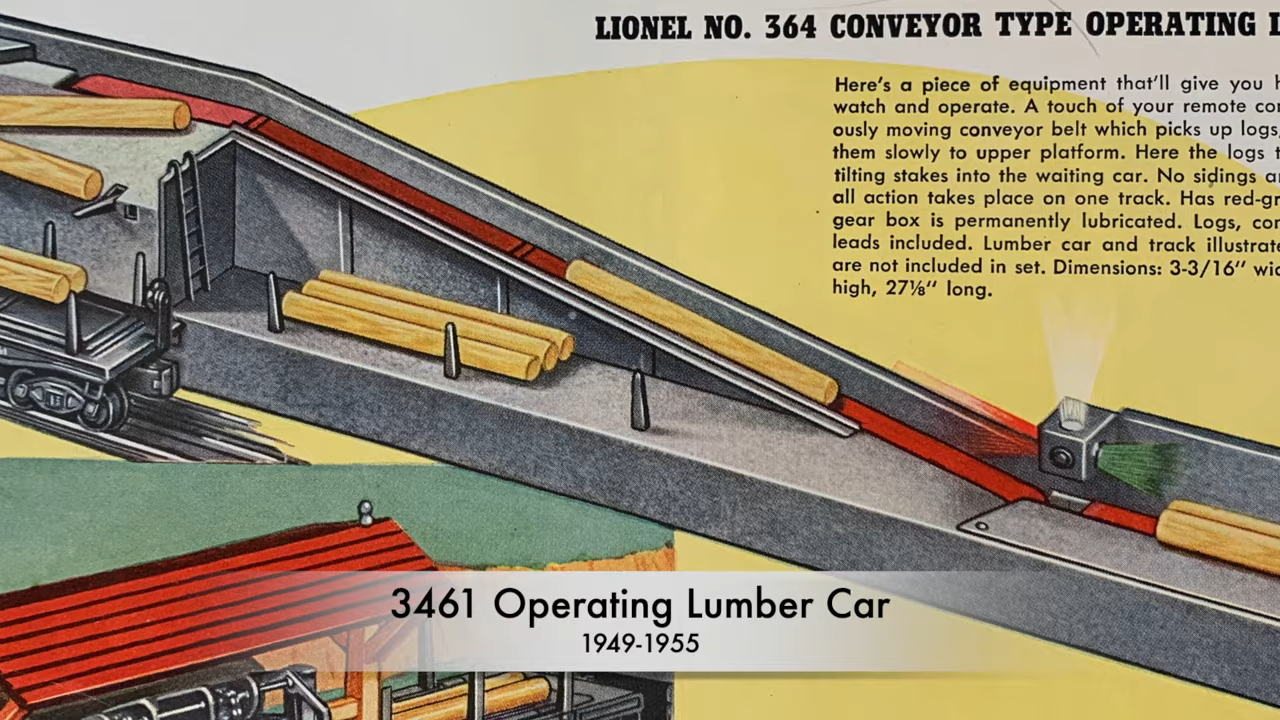 LIONEL NO. 364 CONVEYOR TYPE OPERATING
Here's a piece of equipment that'll give you
watch and operate. A touch of your remote
ously moving conveyor belt which picks up logs,
them slowly to upper platform. Here the logs
tilting stakes into the waiting car. No sidings
all action takes place on one track. Has
gear box is permanently lubricated. Logs,
leads included. Lumber car and track
are not included in set. Dimensions: 3-3/16"
high, 27⅛" long.
3461 Operating Lumber Car
1949-1955